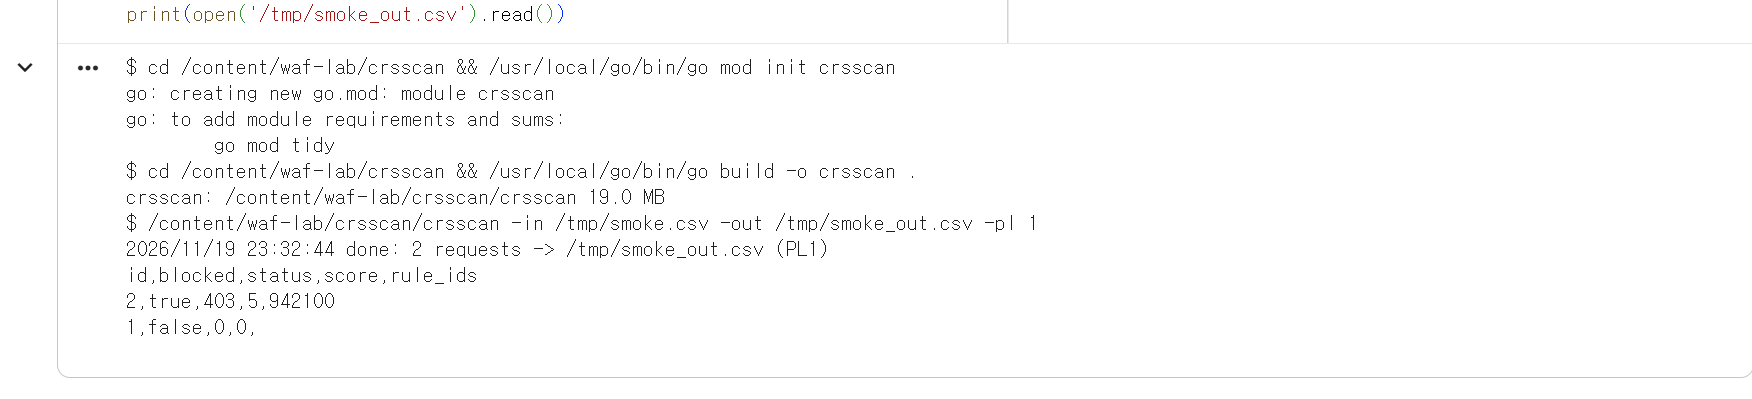 print(open('/tmp/smoke_out.csv').read())
$ cd /content/waf-lab/crsscan && /usr/local/go/bin/go mod init crsscan
go: creating new go.mod: module crsscan
go: to add module requirements and sums:
        go mod tidy
$ cd /content/waf-lab/crsscan && /usr/local/go/bin/go build -o crsscan .
crsscan: /content/waf-lab/crsscan/crsscan 19.0 MB
$ /content/waf-lab/crsscan/crsscan -in /tmp/smoke.csv -out /tmp/smoke_out.csv -pl 1
2026/11/19 23:32:44 done: 2 requests -> /tmp/smoke_out.csv (PL1)
id,blocked,status,score,rule_ids
2,true,403,5,942100
1,false,0,0,